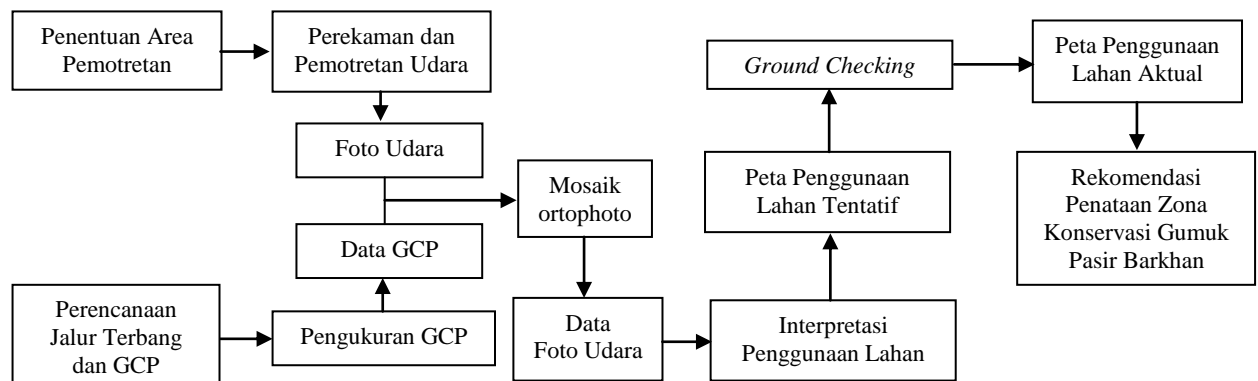 Penentuan Area
Pemotretan
Perekaman dan
Pemotretan Udara
Foto Udara
Data GCP
Perencanaan
Jalur Terbang
dan GCP
Pengukuran GCP
Mosaik
ortophoto
Data
Foto Udara
Interpretasi
Penggunaan Lahan
Peta Penggunaan
Lahan Tentatif
Ground Checking
Peta Penggunaan
Lahan Aktual
Rekomendasi
Penataan Zona
Konservasi Gumuk
Pasir Barkhan